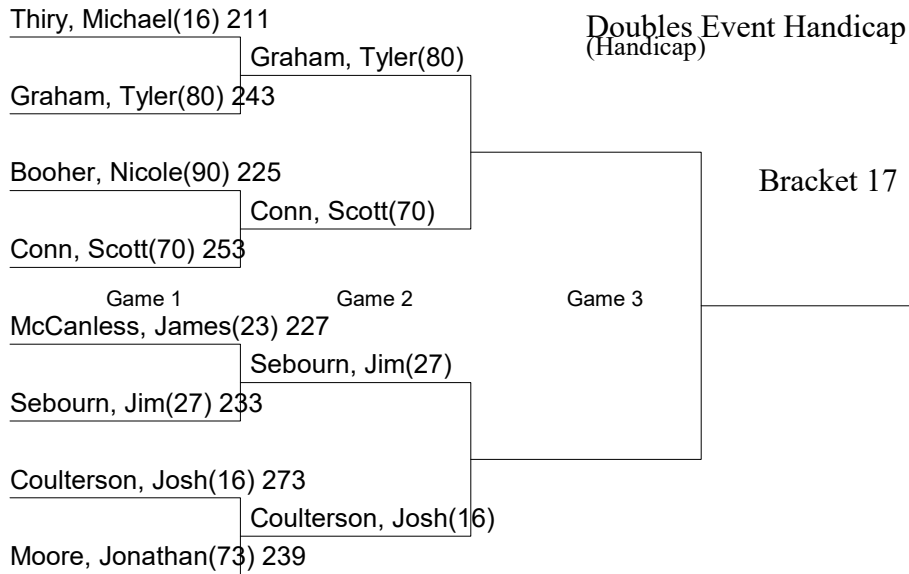 Thiry, Michael(16) 211
Doubles Event Handicap
(Handicap)
Graham, Tyler(80)
Graham, Tyler(80) 243
Booher, Nicole(90) 225
Bracket 17
Conn, Scott(70)
Conn, Scott(70) 253
Game 1
Game 2
Game 3
McCanless, James(23) 227
Sebourn, Jim(27)
Sebourn, Jim(27) 233
Coulterson, Josh(16) 273
Coulterson, Josh(16)
Moore, Jonathan(73) 239